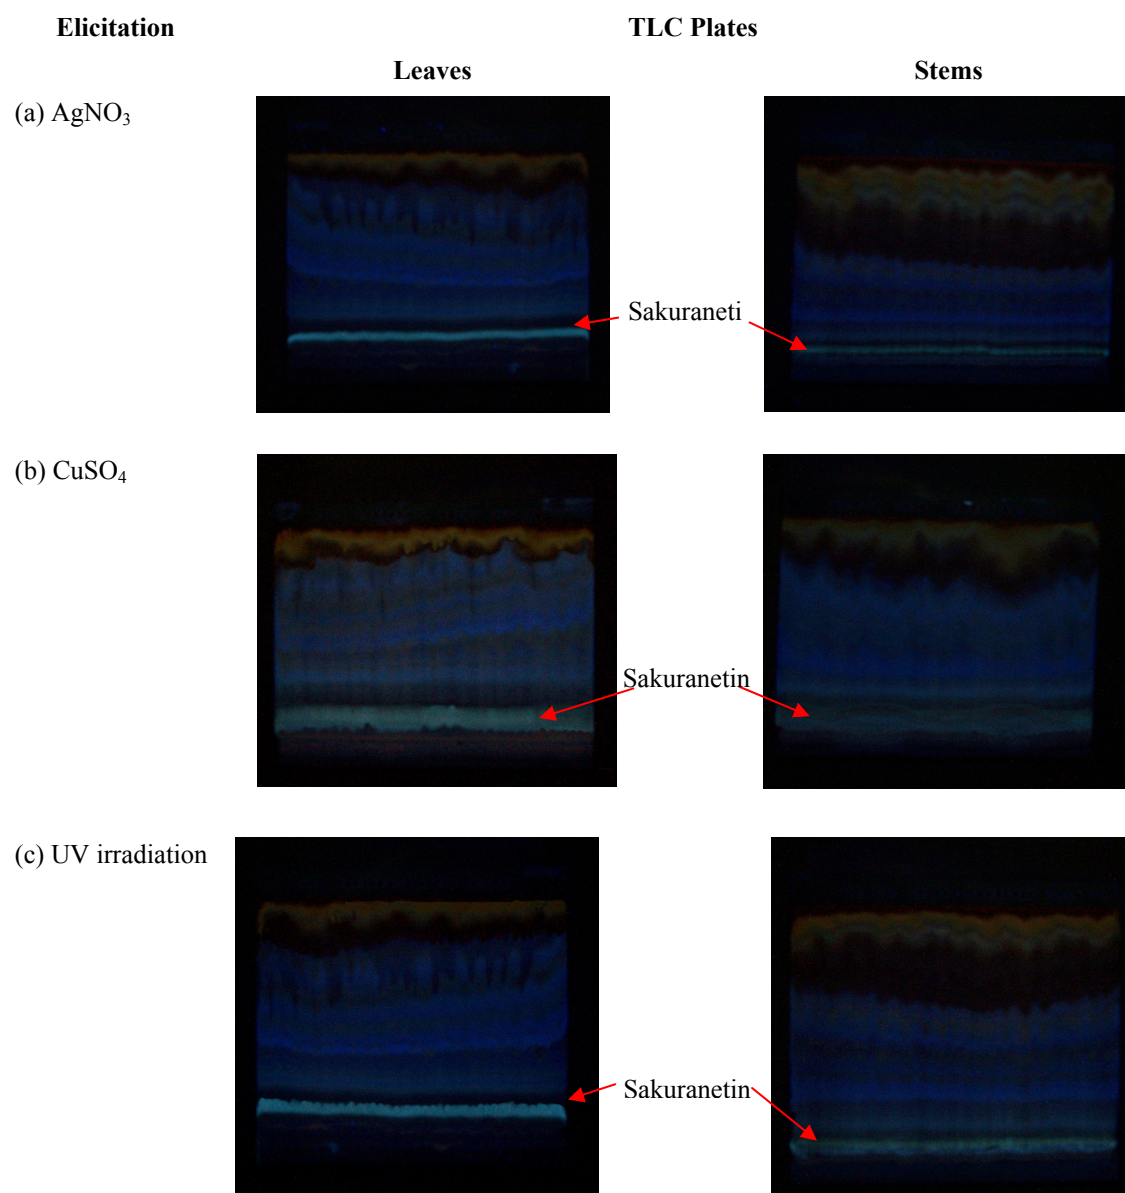 Elicitation TLC Plates
Leaves Stems
(a) AgNO₃
Sakuraneti
(b) CuSO₄
Sakuranetin
(c) UV irradiation
Sakuranetin